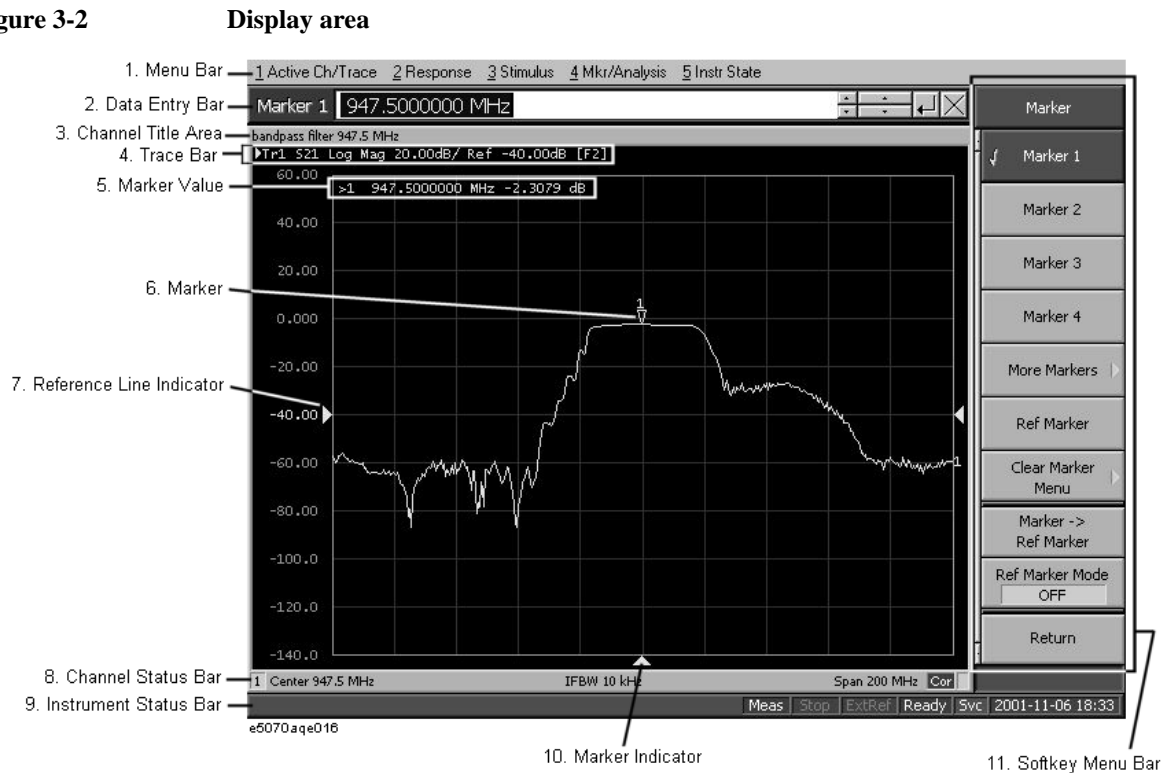 gure 3-2 Display area
1. Menu Bar
1 Active Ch/Trace 2 Response 3 Stimulus 4 Mkr/Analysis 5 Instr State
2. Data Entry Bar
Marker 1 947.5000000 MHz
Marker
3. Channel Title Area
bandpass filter 947.5 MHz
4. Trace Bar
Tr1 S21 Log Mag 20.00dB/ Ref -40.00dB [F2]
Marker 1
5. Marker Value
60.00
>1 947.5000000 MHz -2.3079 dB
Marker 2
40.00
20.00
Marker 3
6. Marker
1
0.000
Marker 4
-20.00
More Markers
7. Reference Line Indicator
-40.00
Ref Marker
-60.00
1
Clear Marker
Menu
-80.00
Marker ->
Ref Marker
-100.0
Ref Marker Mode
OFF
-120.0
Return
-140.0
8. Channel Status Bar
1 Center 947.5 MHz IFBW 10 kHz Span 200 MHz Cor
9. Instrument Status Bar
Meas Stop ExtRef Ready Svc 2001-11-06 18:33
e5070aqe016
10. Marker Indicator
11. Softkey Menu Bar